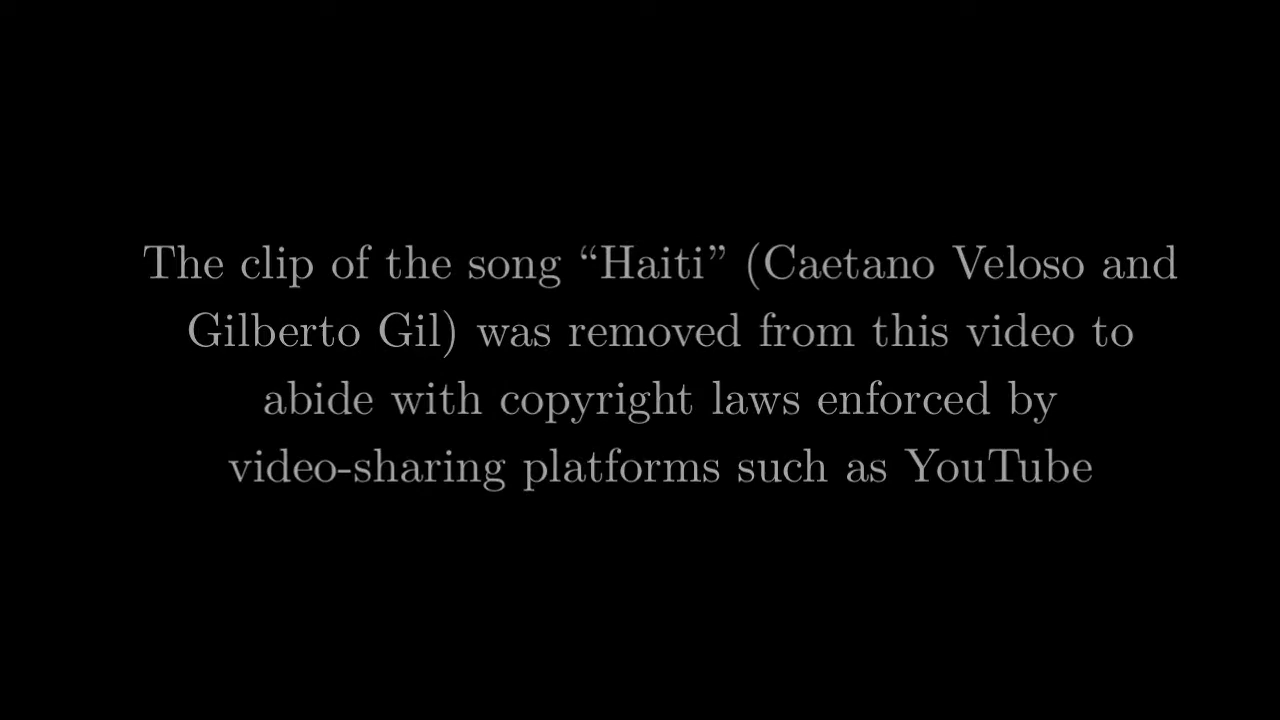 The clip of the song “Haiti” (Caetano Veloso and
Gilberto Gil) was removed from this video to
abide with copyright laws enforced by
video-sharing platforms such as YouTube